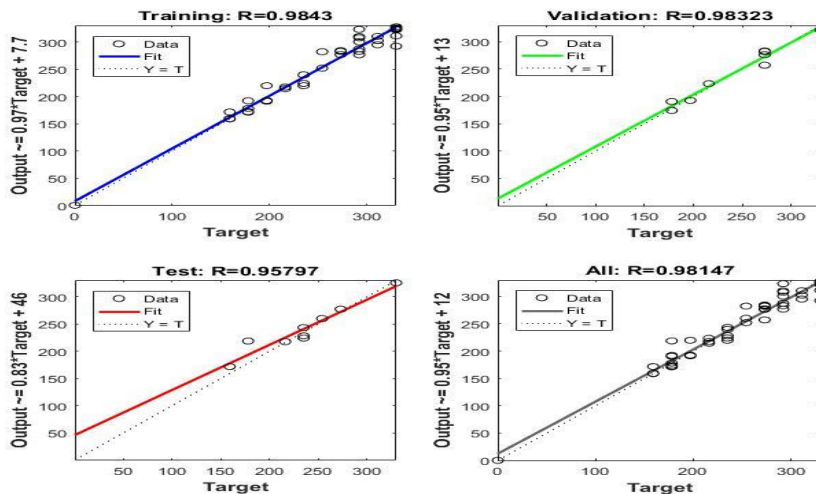 Training: R=0.9843
Output ~= 0.97*Target + 7.7
300
250
200
150
100
50
0
Data
Fit
Y = T
0
100
200
300
Target
Validation: R=0.98323
Output ~= 0.95*Target + 13
300
250
200
150
100
50
Data
Fit
Y = T
50
100
150
200
250
300
Target
Test: R=0.95797
Output ~= 0.83*Target + 46
300
250
200
150
100
50
Data
Fit
Y = T
50
100
150
200
250
300
Target
All: R=0.98147
Output ~= 0.95*Target + 12
300
250
200
150
100
50
0
Data
Fit
Y = T
0
100
200
300
Target